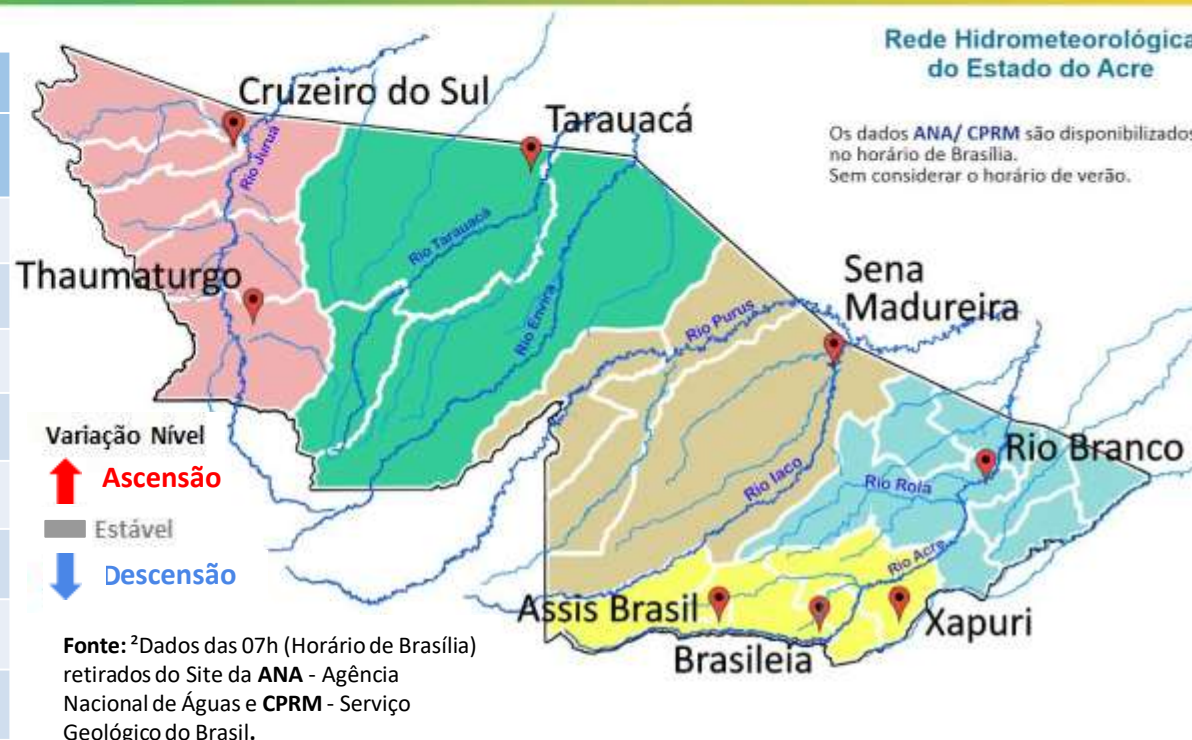 Rede Hidrometeorológica
do Estado do Acre
Os dados ANA/ CPRM são disponibilizados
no horário de Brasília.
Sem considerar o horário de verão.
Cruzeiro do Sul
Tarauacá
Rio Juruá
Rio Tarauacá
Thaumaturgo
Rio Envira
Sena
Madureira
Rio Purus
Variação Nível
Ascensão
Estável
Descensão
Rio Branco
Rio Iaco
Rio Rola
Rio Acre
Assis Brasil
Xapuri
Brasileia
Fonte: ²Dados das 07h (Horário de Brasília)
retirados do Site da ANA - Agência
Nacional de Águas e CPRM - Serviço
Geológico do Brasil.